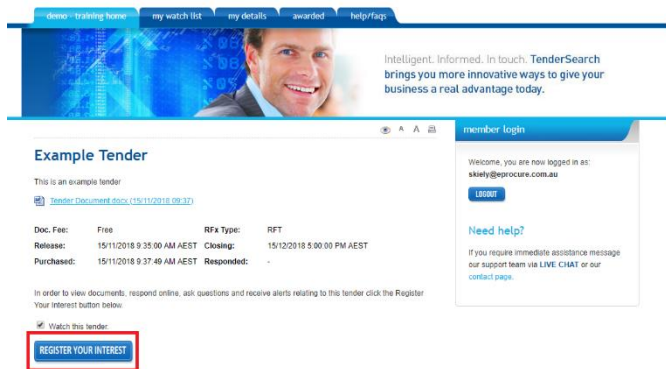 demo - training home my watch list my details awarded help/faqs
Intelligent. Informed. In touch. TenderSearch
brings you more innovative ways to give your
business a real advantage today.
A A
member login
Example Tender
This is an example tender
Tender Document.docx (15/11/2018 09:37)
Doc. Fee: Free RFx Type: RFT
Release: 15/11/2018 9:35:00 AM AEST Closing: 15/12/2018 5:00:00 PM AEST
Purchased: 15/11/2018 9:37:49 AM AEST Responded: -
In order to view documents, respond online, ask questions and receive alerts relating to this tender click the Register
Your Interest button below.
Watch this tender.
REGISTER YOUR INTEREST
Welcome, you are now logged in as:
skiely@eprocure.com.au
LOGOUT
Need help?
If you require immediate assistance message
our support team via LIVE CHAT or our
contact page.